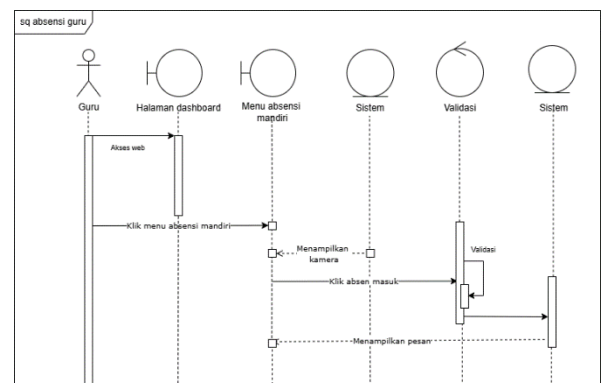 sq absensi guru
Guru
Halaman dashboard
Menu absensi
mandiri
Sistem
Validasi
Sistem
Akses web
Klik menu absensi mandiri
Menampilkan
kamera
Validasi
Klik absen masuk
Menampilkan pesan